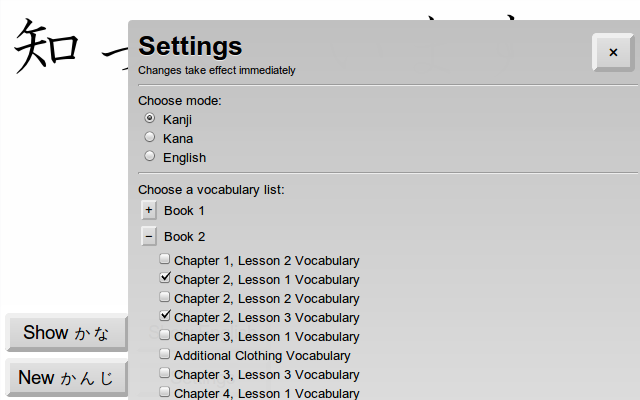 知っ
Settings
×
Changes take effect immediately
Choose mode:
Kanji
Kana
English
Choose a vocabulary list:
+ Book 1
− Book 2
Chapter 1, Lesson 2 Vocabulary
Chapter 2, Lesson 1 Vocabulary
Chapter 2, Lesson 2 Vocabulary
Chapter 2, Lesson 3 Vocabulary
Chapter 3, Lesson 1 Vocabulary
Additional Clothing Vocabulary
Chapter 3, Lesson 3 Vocabulary
Chapter 4, Lesson 1 Vocabulary
Show かな
New かんじ